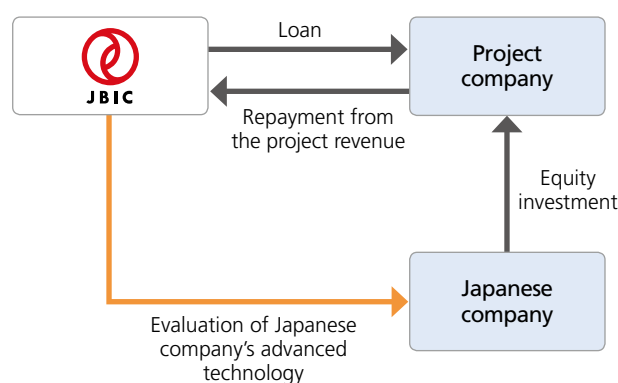 Loan
JBIC
Project
company
Repayment from
the project revenue
Equity
investment
Japanese
company
Evaluation of Japanese
company’s advanced
technology